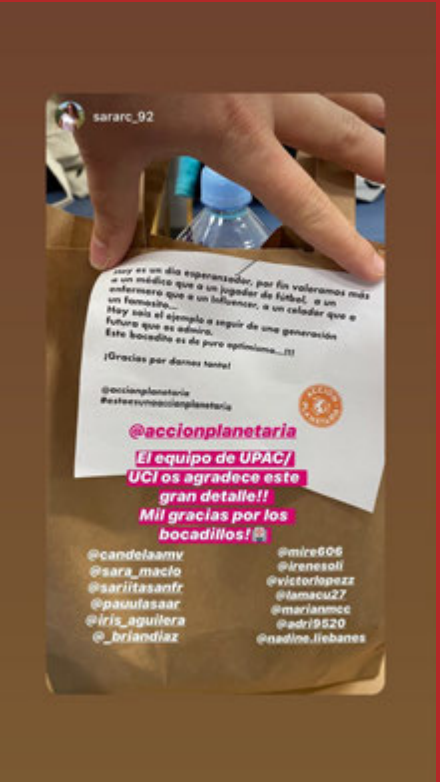 sararc_92
Hoy es un día esperanzador, por fin valoramos más
a un médico que a un jugador de fútbol, a un
enfermero que a un influencer, a un celador que a
un famosito...
Hoy sois el ejemplo a seguir de una generación
futura que os admira.
Este bocadito es de puro optimismo...!!!
¡Gracias por darnos tanto!
@accionplanetaria
#estoesunaaccionplanetaria
ACCION
PLANETARIA
@accionplanetaria
El equipo de UPAC/
UCI os agradece este
gran detalle!!
Mil gracias por los
bocadillos!🏥
@candelaamv
@sara_maclo
@sariitasanfr
@pauulasaar
@iris_aguilera
@_briandiaz
@mire606
@irenesoli
@victorlopezz
@lamacu27
@marianmcc
@adri9520
@nadine.liebanes